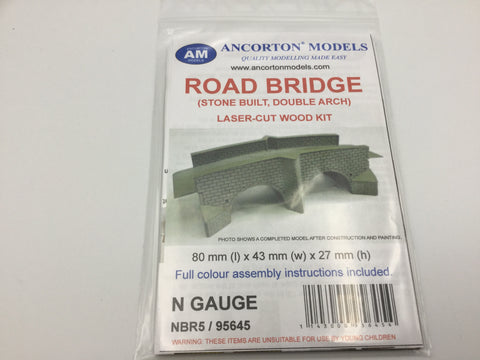 ANCORTON
AM
MODELS
ANCORTON® MODELS
QUALITY MODELLING MADE EASY
www.ancortonmodels.com
ROAD BRIDGE
(STONE BUILT, DOUBLE ARCH)
LASER-CUT WOOD KIT
PHOTO SHOWS A COMPLETED MODEL AFTER CONSTRUCTION AND PAINTING.
80 mm (l) x 43 mm (w) x 27 mm (h)
Full colour assembly instructions included.
N GAUGE
NBR5 / 95645
WARNING: THESE ITEMS ARE UNSUITABLE FOR USE BY YOUNG CHILDREN